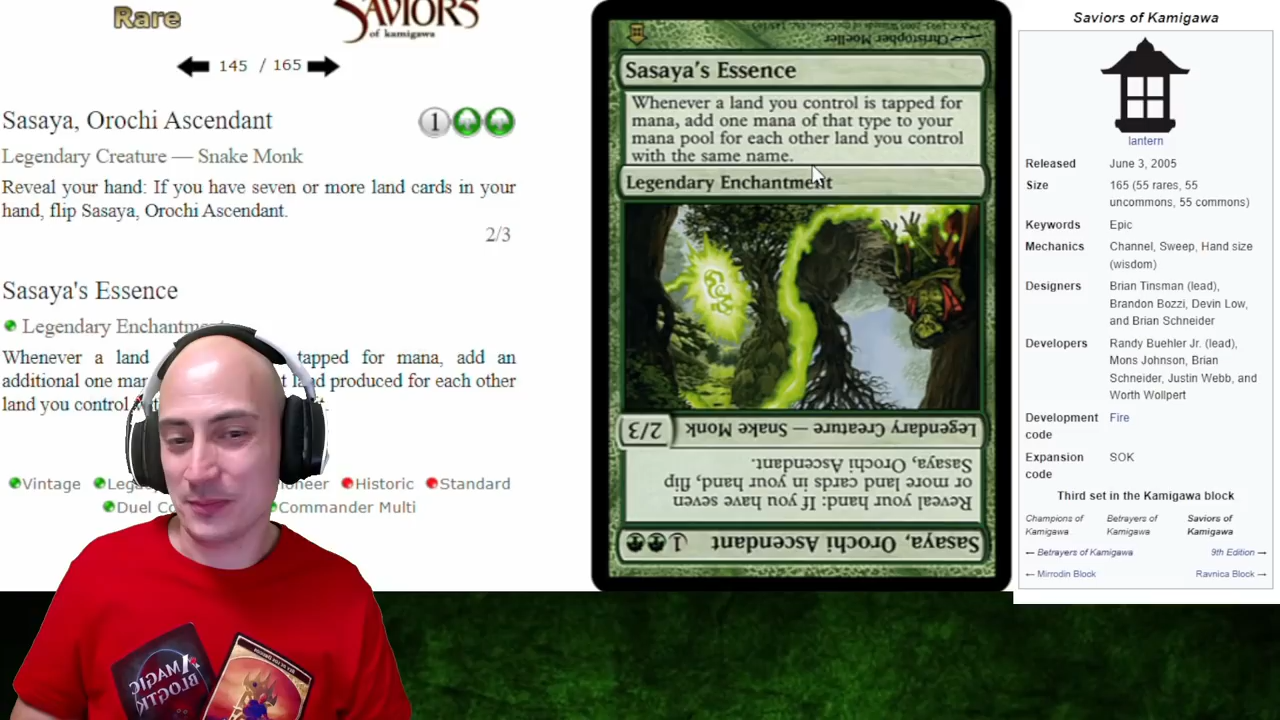 Rare
SAVIORS
of kamigawa
145 / 165
Sasaya, Orochi Ascendant
1
Legendary Creature — Snake Monk
Reveal your hand: If you have seven or more land cards in your
hand, flip Sasaya, Orochi Ascendant.
2/3
Sasaya's Essence
Legendary Enchantment
Whenever a land tapped for mana, add an
additional one land produced for each other
land you control
Vintage Historic Standard
Commander Multi
Christopher Moeller
Sasaya's Essence
Whenever a land you control is tapped for
mana, add one mana of that type to your
mana pool for each other land you control
with the same name.
Legendary Enchantment
2/3 Legendary Creature — Snake Monk
Reveal your hand: If you have seven
or more land cards in your hand, flip
Sasaya, Orochi Ascendant.
Sasaya, Orochi Ascendant 1
Saviors of Kamigawa
lantern
Released June 3, 2005
Size 165 (55 rares, 55
uncommons, 55 commons)
Keywords Epic
Mechanics Channel, Sweep, Hand size
(wisdom)
Designers Brian Tinsman (lead),
Brandon Bozzi, Devin Low,
and Brian Schneider
Developers Randy Buehler Jr. (lead),
Mons Johnson, Brian
Schneider, Justin Webb, and
Worth Wollpert
Development Fire
code
Expansion SOK
code
Third set in the Kamigawa block
Champions of Betrayers of Saviors of
Kamigawa Kamigawa Kamigawa
← Betrayers of Kamigawa 9th Edition →
← Mirrodin Block Ravnica Block →
MAGIC